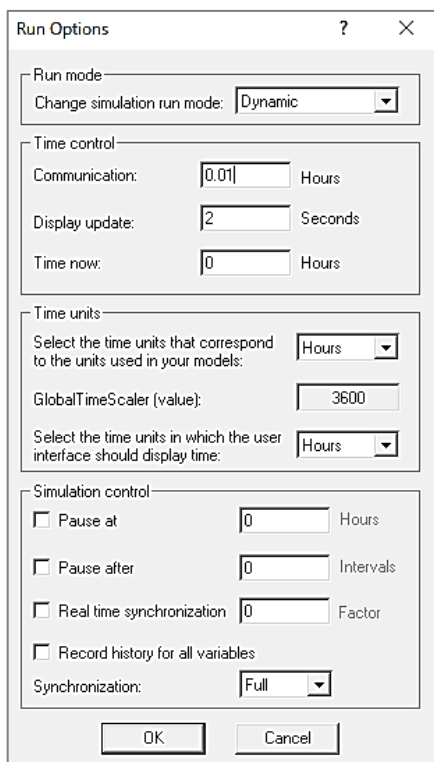 Run Options ? ×
Run mode
Change simulation run mode: Dynamic
Time control
Communication: 0.01 Hours
Display update: 2 Seconds
Time now: 0 Hours
Time units
Select the time units that correspond
to the units used in your models: Hours
GlobalTimeScaler (value): 3600
Select the time units in which the user
interface should display time: Hours
Simulation control
Pause at 0 Hours
Pause after 0 Intervals
Real time synchronization 0 Factor
Record history for all variables
Synchronization: Full
OK Cancel